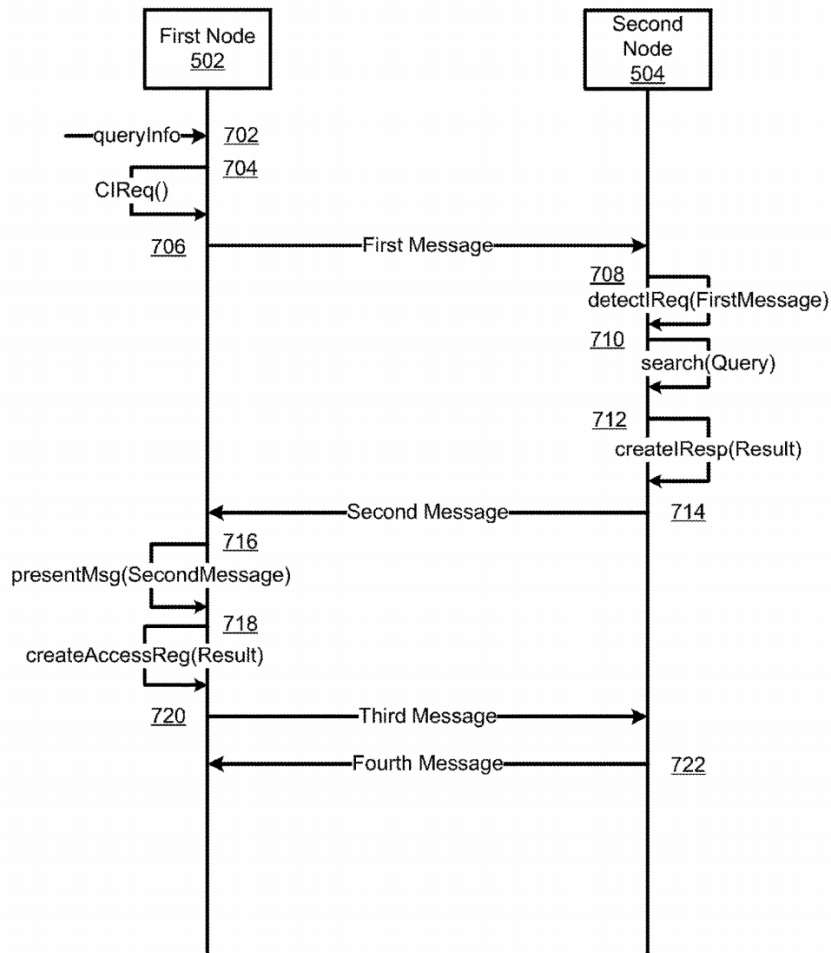 First Node
502
Second
Node
504
queryInfo
702
704
CIReq()
706
First Message
708
detectIReq(FirstMessage)
710
search(Query)
712
createIResp(Result)
Second Message
714
716
presentMsg(SecondMessage)
718
createAccessReg(Result)
720
Third Message
Fourth Message
722